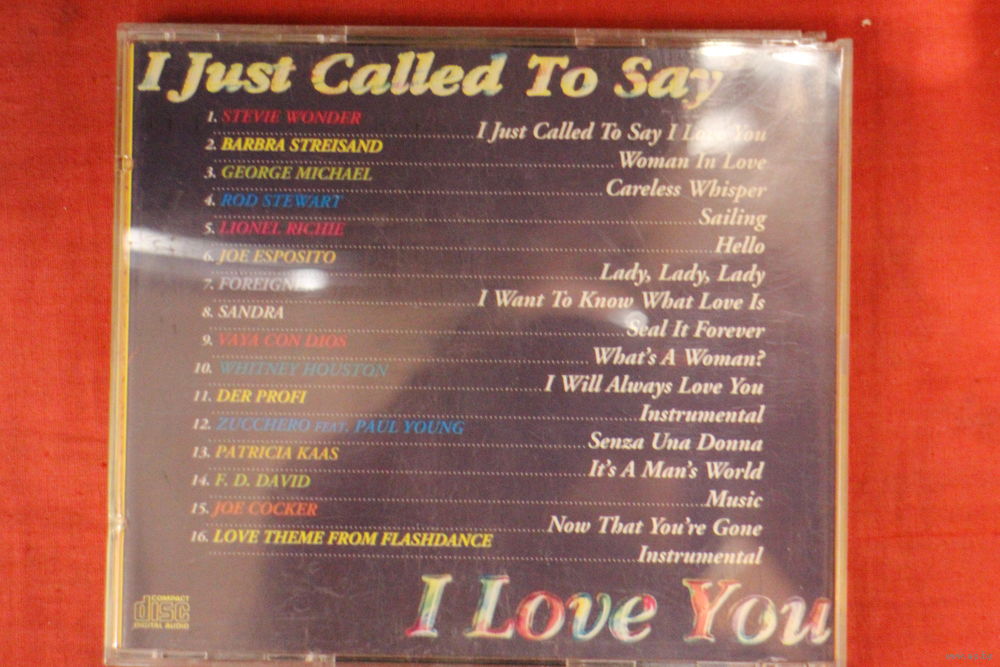 I Just Called To Say
1. STEVIE WONDER
I Just Called To Say I Love You
2. BARBRA STREISAND
Woman In Love
3. GEORGE MICHAEL
Careless Whisper
4. ROD STEWART
Sailing
5. LIONEL RICHIE
Hello
6. JOE ESPOSITO
Lady, Lady, Lady
7. FOREIGNER
I Want To Know What Love Is
8. SANDRA
Seal It Forever
9. VAYA CON DIOS
What's A Woman?
10. WHITNEY HOUSTON
I Will Always Love You
11. DER PROFI
Instrumental
12. ZUCCHERO FEAT. PAUL YOUNG
Senza Una Donna
13. PATRICIA KAAS
It's A Man's World
14. F. D. DAVID
Music
15. JOE COCKER
Now That You're Gone
16. LOVE THEME FROM FLASHDANCE
Instrumental
I Love You
COMPACT
disc
DIGITAL AUDIO